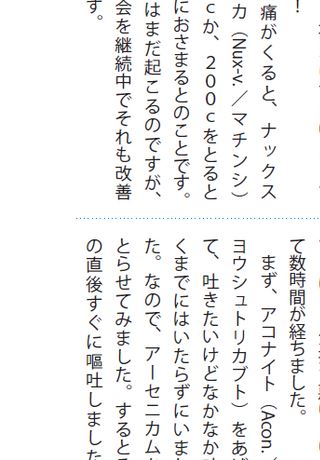 ！
痛がくると、ナックス
カ（Nux-v.／マチンシ）
ｃか、２００ｃをとると
におさまるとのことです。
はまだ起こるのですが、
会を継続中でそれも改善
す。
て数時間が経ちました。
まず、アコナイト（Acon.／
ヨウシュトリカブト）をあげ
て、吐きたいけどなかなか
くまでにはいたらずにいま
た。なので、アーセニカム
とらせてみました。すると
の直後すぐに嘔吐しました